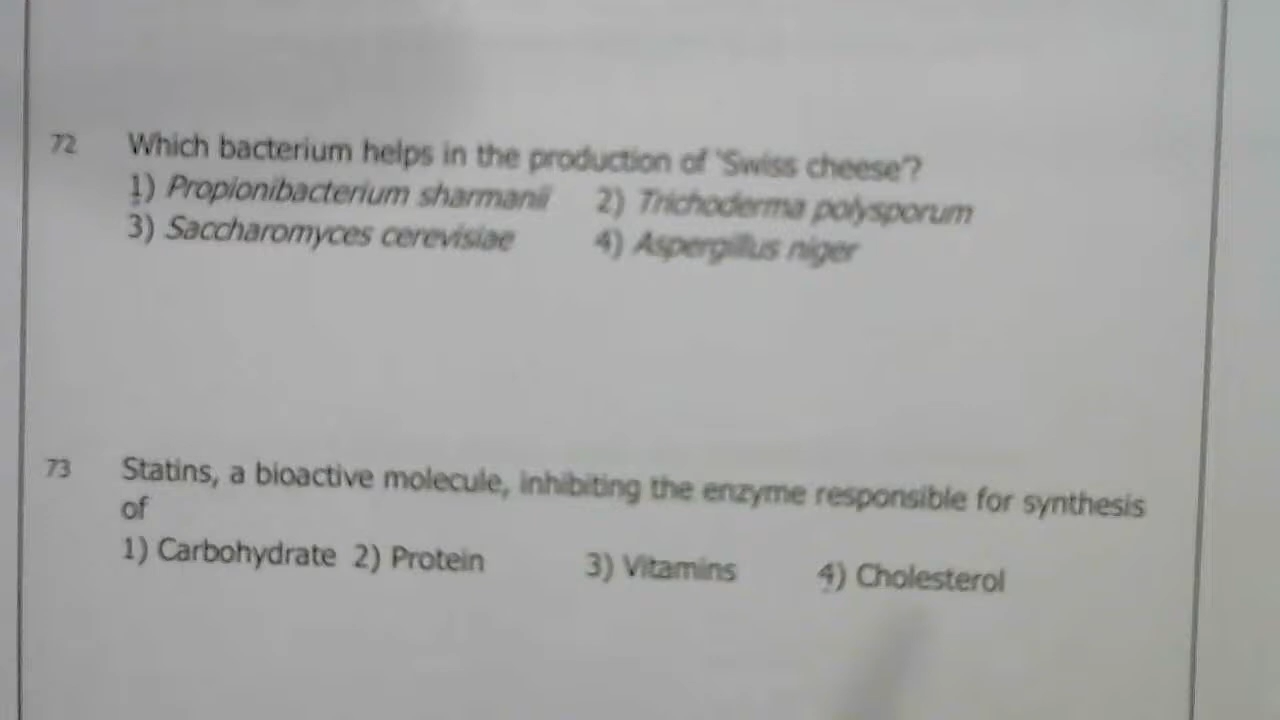 72 Which bacterium helps in the production of 'Swiss cheese'?
1) Propionibacterium sharmanii 2) Trichoderma polysporum
3) Saccharomyces cerevisiae 4) Aspergillus niger
73 Statins, a bioactive molecule, inhibiting the enzyme responsible for synthesis
of
1) Carbohydrate 2) Protein 3) Vitamins 4) Cholesterol